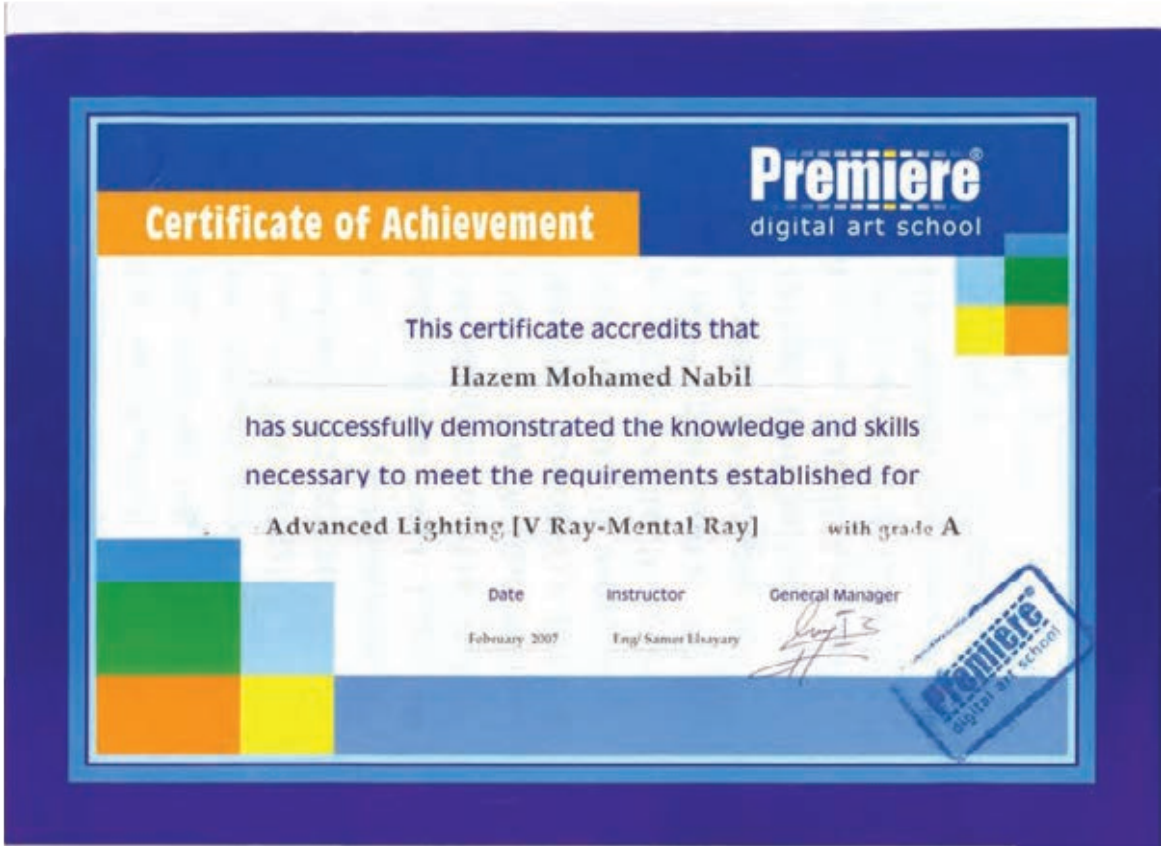 Premiere®
digital art school
Certificate of Achievement
This certificate accredits that
Hazem Mohamed Nabil
has successfully demonstrated the knowledge and skills
necessary to meet the requirements established for
Advanced Lighting [V Ray-Mental Ray] with grade A
Date Instructor General Manager
February 2007 Eng/ Samer Elsayary
Premiere®
digital art school